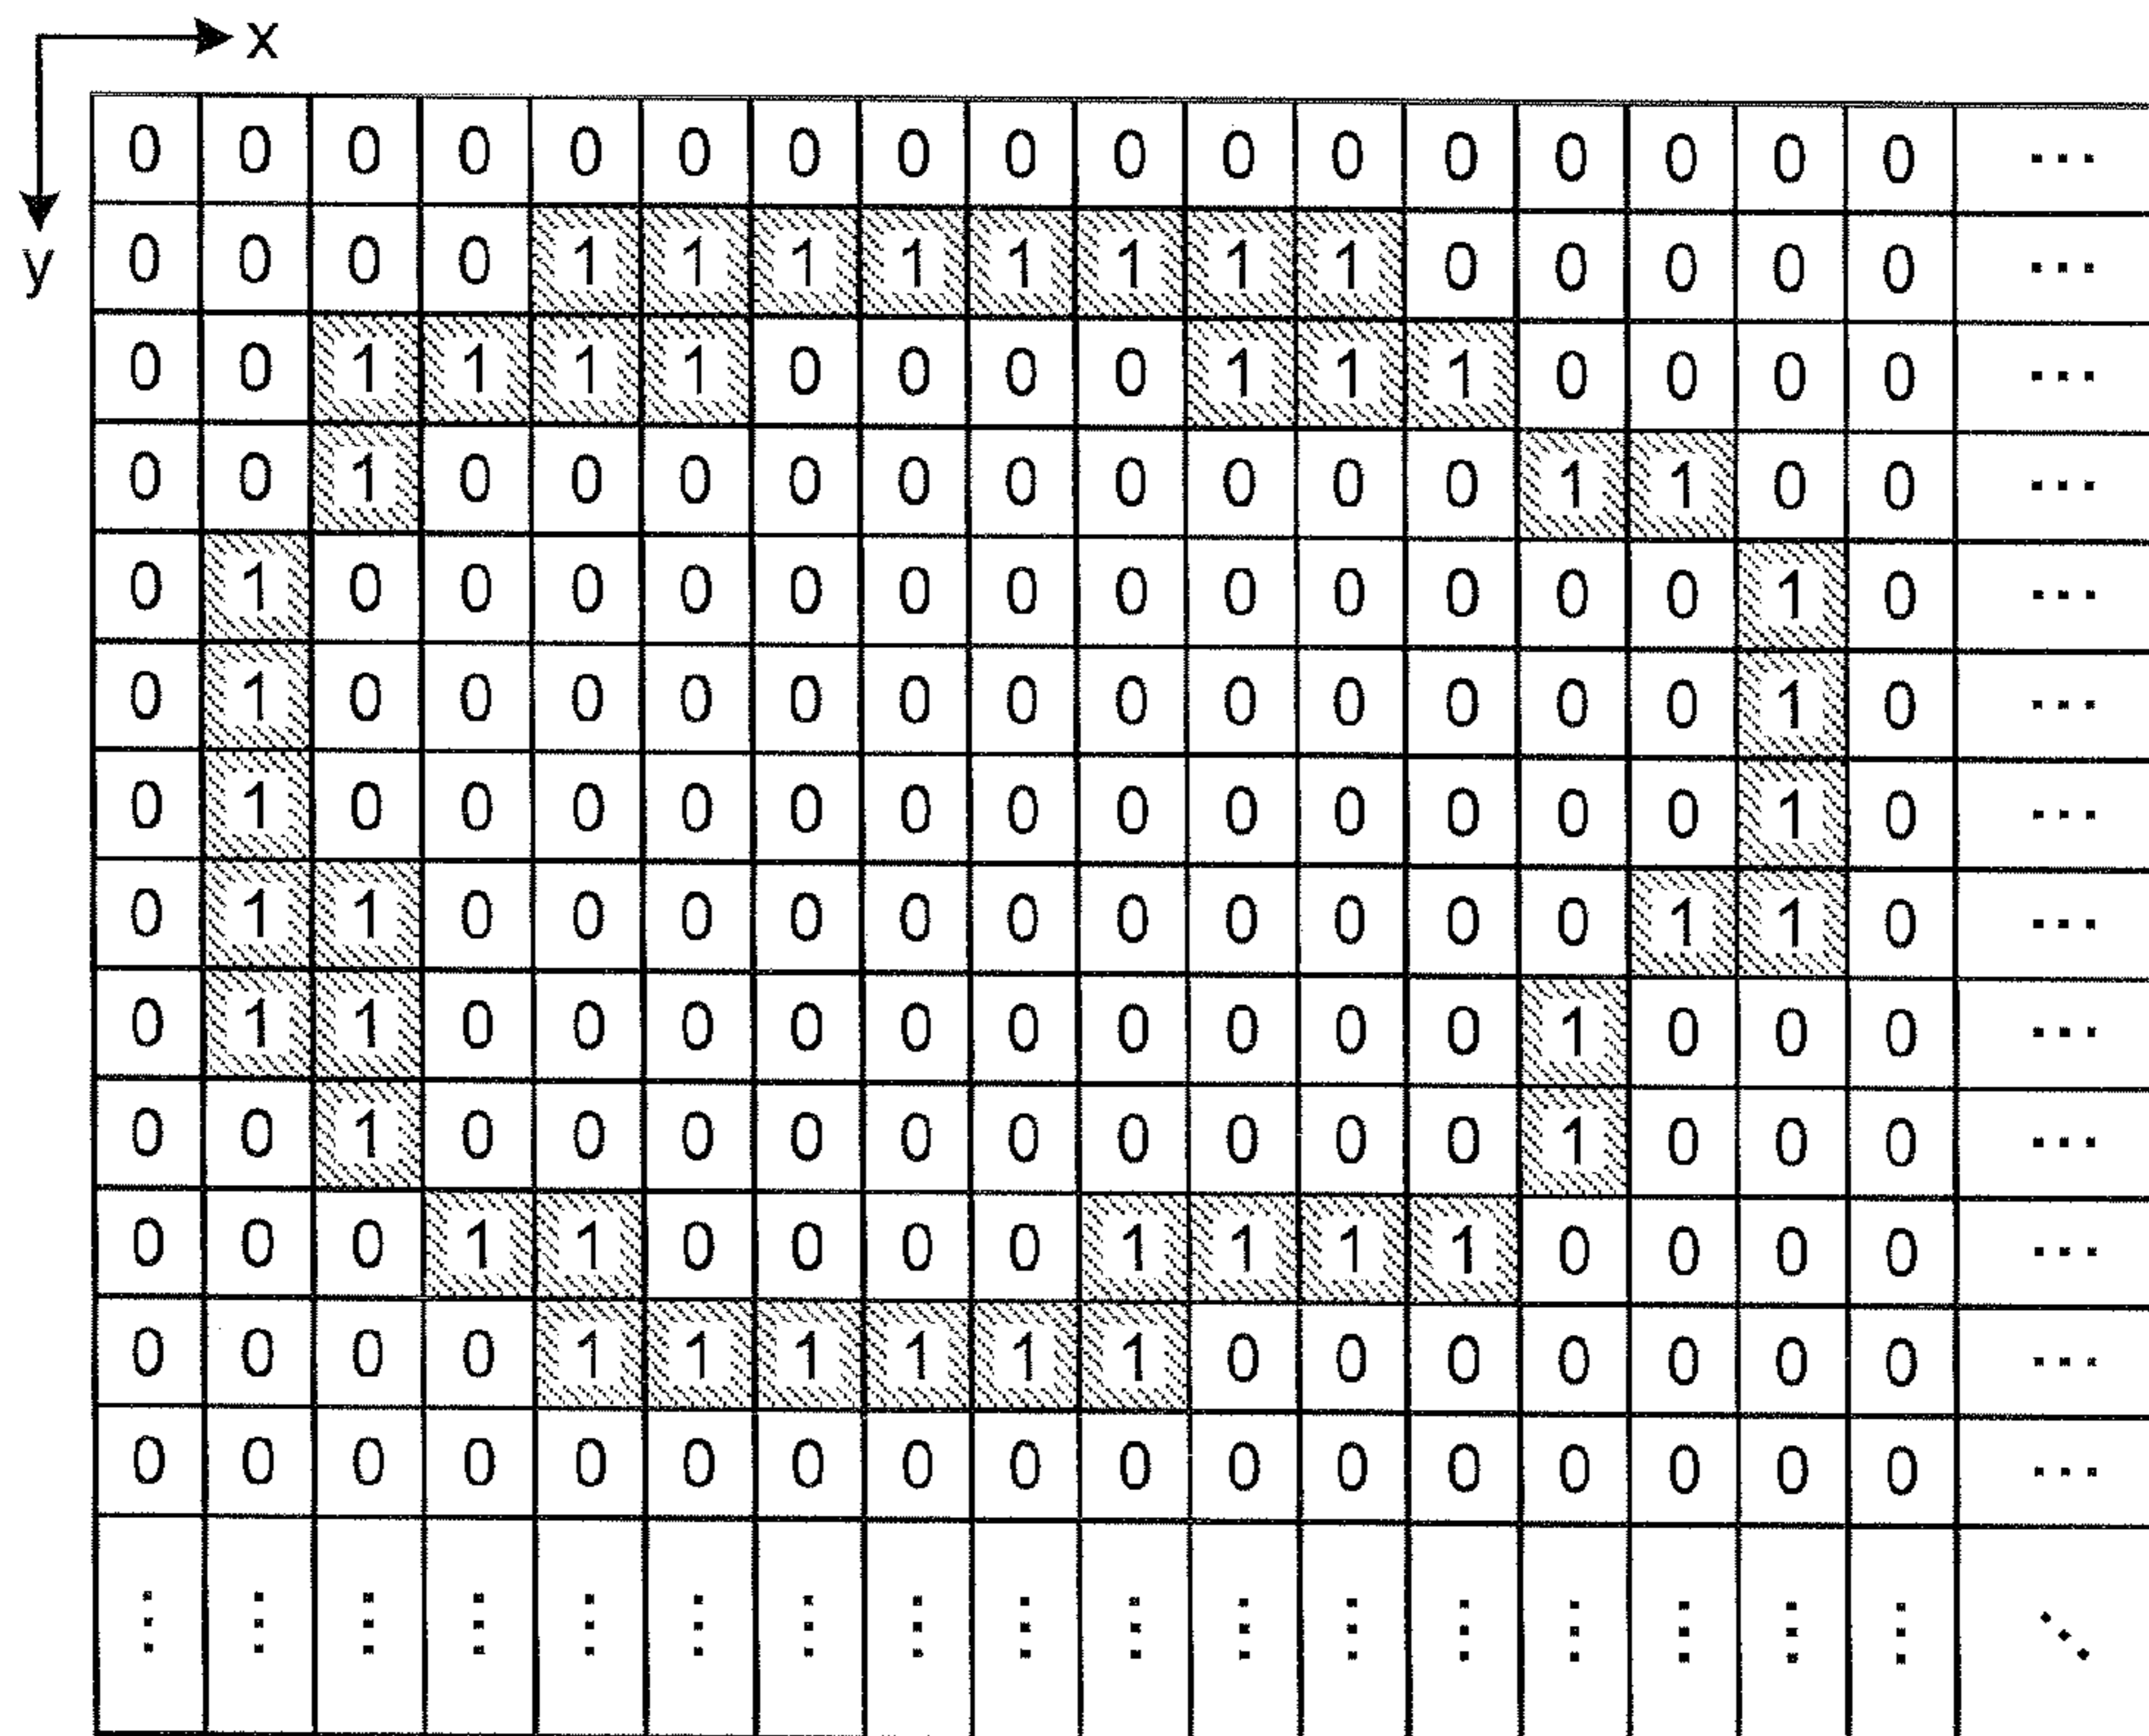 x
y
0 0 0 0 0 0 0 0 0 0 0 0 0 0 0 0 0 ...
0 0 0 0 1 1 1 1 1 1 1 1 0 0 0 0 0 ...
0 0 1 1 1 1 0 0 0 0 1 1 1 0 0 0 0 ...
0 0 1 0 0 0 0 0 0 0 0 0 0 1 1 0 0 ...
0 1 0 0 0 0 0 0 0 0 0 0 0 0 0 1 0 ...
0 1 0 0 0 0 0 0 0 0 0 0 0 0 0 1 0 ...
0 1 0 0 0 0 0 0 0 0 0 0 0 0 0 1 0 ...
0 1 1 0 0 0 0 0 0 0 0 0 0 0 1 1 0 ...
0 1 1 0 0 0 0 0 0 0 0 0 0 1 0 0 0 ...
0 0 1 0 0 0 0 0 0 0 0 0 0 1 0 0 0 ...
0 0 0 1 1 0 0 0 0 1 1 1 1 0 0 0 0 ...
0 0 0 0 1 1 1 1 1 1 0 0 0 0 0 0 0 ...
0 0 0 0 0 0 0 0 0 0 0 0 0 0 0 0 0 ...
⋮ ⋮ ⋮ ⋮ ⋮ ⋮ ⋮ ⋮ ⋮ ⋮ ⋮ ⋮ ⋮ ⋮ ⋮ ⋮ ⋮ ⋱